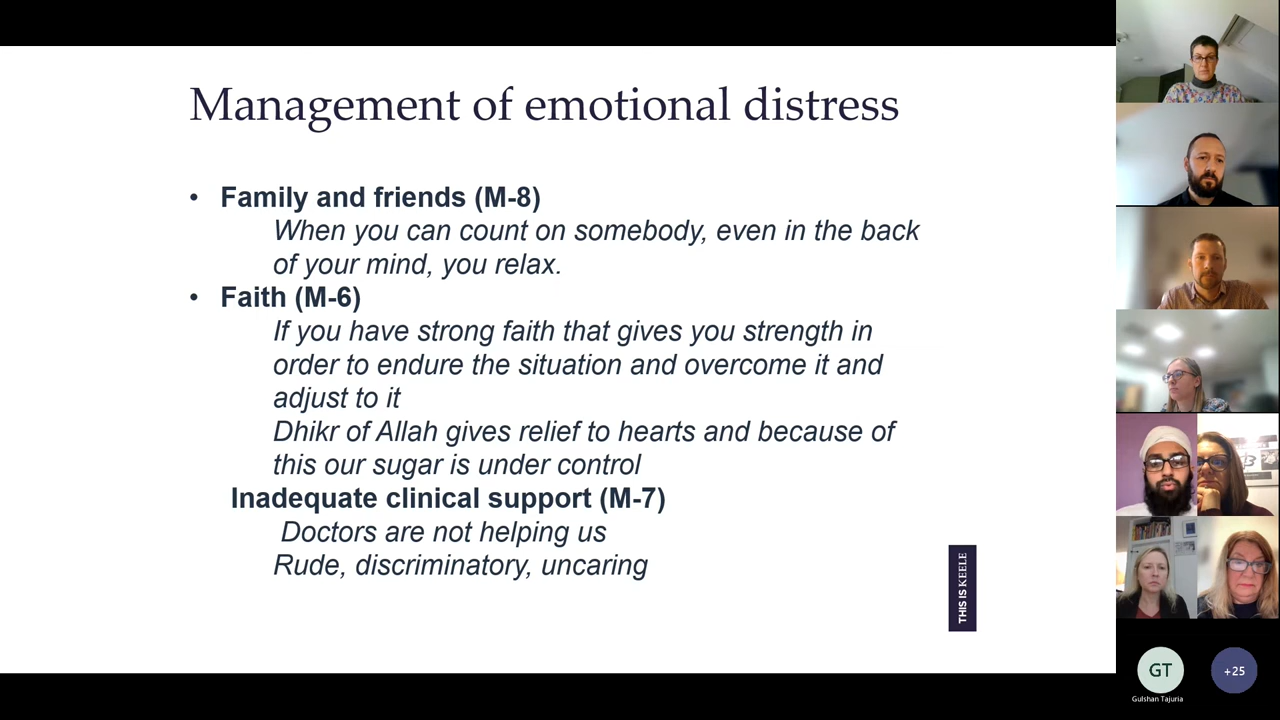 Management of emotional distress
• Family and friends (M-8)
When you can count on somebody, even in the back
of your mind, you relax.
• Faith (M-6)
If you have strong faith that gives you strength in
order to endure the situation and overcome it and
adjust to it
Dhikr of Allah gives relief to hearts and because of
this our sugar is under control
Inadequate clinical support (M-7)
Doctors are not helping us
Rude, discriminatory, uncaring
THIS IS KEELE
GT
+25
Gulshan Tajuria